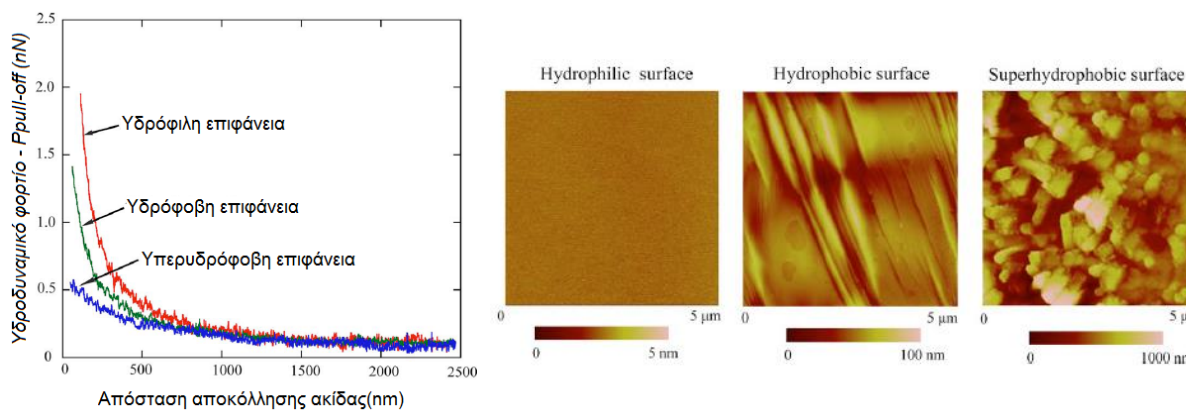 Υδροδυναμικό φορτίο - Ppull-off (nN)
2.5
2.0
1.5
1.0
0.5
0
Υδρόφιλη επιφάνεια
Υδρόφοβη επιφάνεια
Υπερυδρόφοβη επιφάνεια
0 500 1000 1500 2000 2500
Απόσταση αποκόλλησης ακίδας(nm)
Hydrophilic surface
0 5 μm
0 5 nm
Hydrophobic surface
0 5 μm
0 100 nm
Superhydrophobic surface
0 5 μm
0 1000 nm